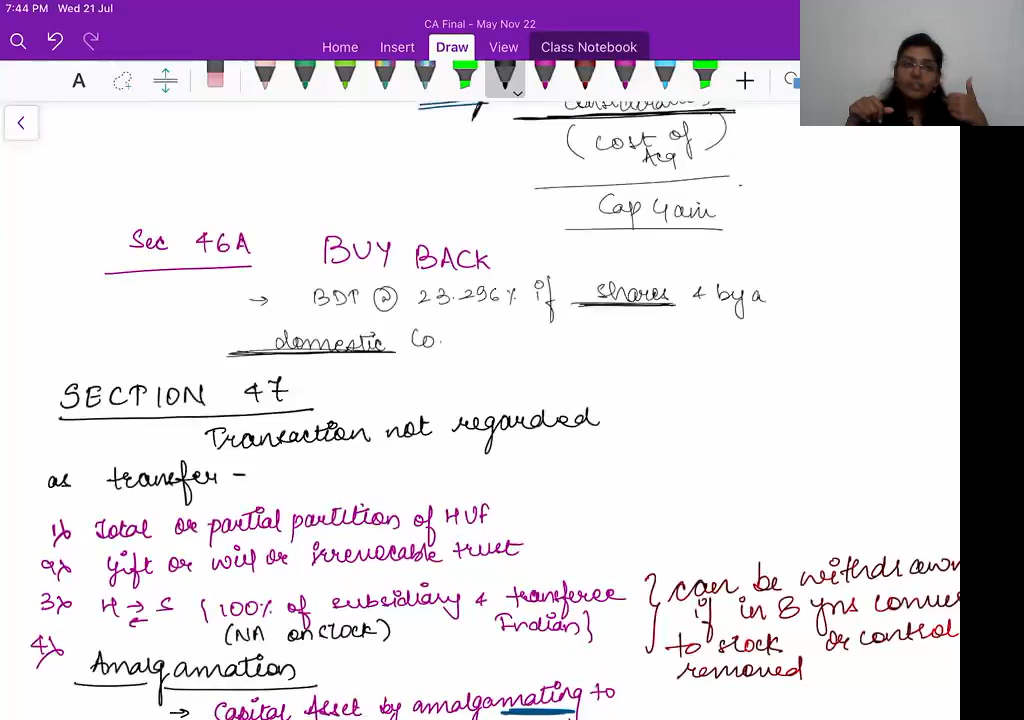 7:44 PM Wed 21 Jul
CA Final - May Nov 22
Home Insert Draw View Class Notebook
A
(cost of Acq)
Cap Gain
Sec 46A BUY BACK
→ BDT @ 23.296% if shares & by a
domestic Co.
SECTION 47
Transaction not regarded
as transfer -
1) Total or partial partition of HUF
2) Gift or will or irrevocable trust
3) H → S { 100% of subsidiary & transferee Indian}
(NA on clock)
{ can be withdrawn
if in 8 yrs
to stock or control
removed
4) Amalgamation
→ Capital Asset by amalgamating to